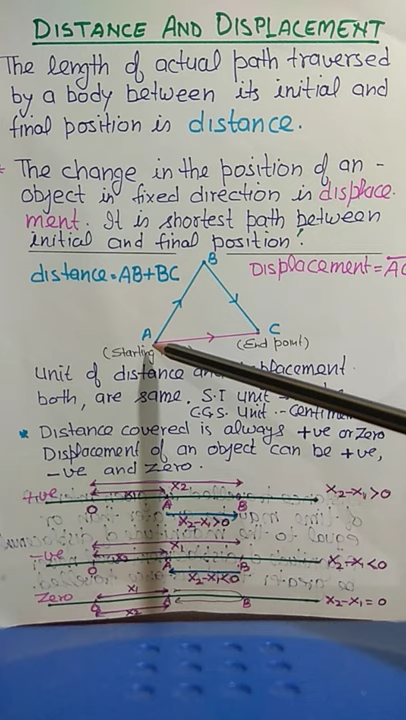 DISTANCE AND DISPLACEMENT
The length of actual path traversed
by a body between its initial and
final position is distance.
The change in the position of an -
object in fixed direction is displace-
ment. It is shortest path between
initial and final position.
B
distance = AB+BC
Displacement =
A
C
(Starting
(End point)
Unit of distance
both, are same. S.I unit
C.G.S. Unit -
* Distance covered is always +ve or Zero
Displacement of an object can be +ve,
-ve and Zero.
X2
+ve
X1
X2-X1>0
O
A
B
X2-X1>0
X1
-ve
X2
X2-X1<0
O
A
B
X2-X1<0
Zero
X1
X2-X1=0
O
A
B
X2